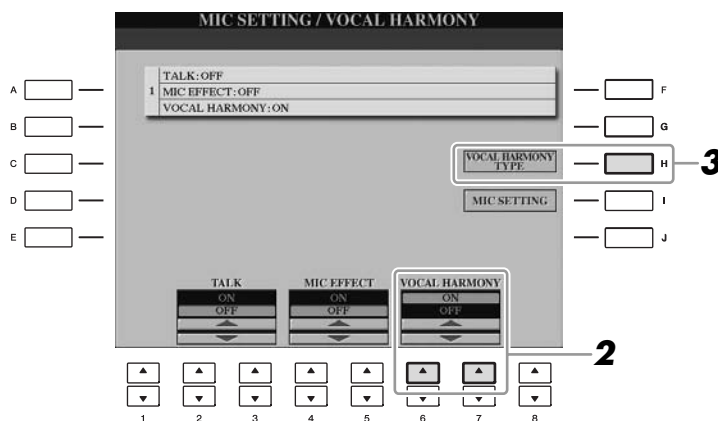 MIC SETTING / VOCAL HARMONY
TALK:OFF
1 MIC EFFECT:OFF
VOCAL HARMONY:ON
A
F
B
G
C
VOCAL HARMONY
TYPE
H
3
D
MIC SETTING
I
E
J
TALK MIC EFFECT VOCAL HARMONY
ON ON ON
OFF OFF OFF
2
1 2 3 4 5 6 7 8